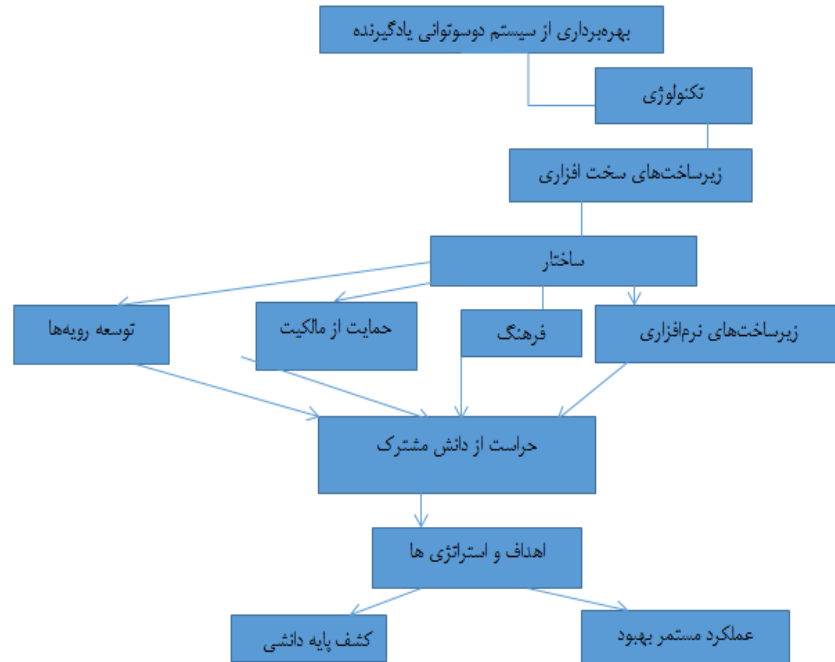 بهره‌برداری از سیستم دوسوتوانی یادگیرنده
تکنولوژی
زیرساخت‌های سخت افزاری
ساختار
زیرساخت‌های نرم‌افزاری
فرهنگ
حمایت از مالکیت
توسعه رویه‌ها
حراست از دانش مشترک
اهداف و استراتژی ها
عملکرد مستمر بهبود
کشف پایه دانشی